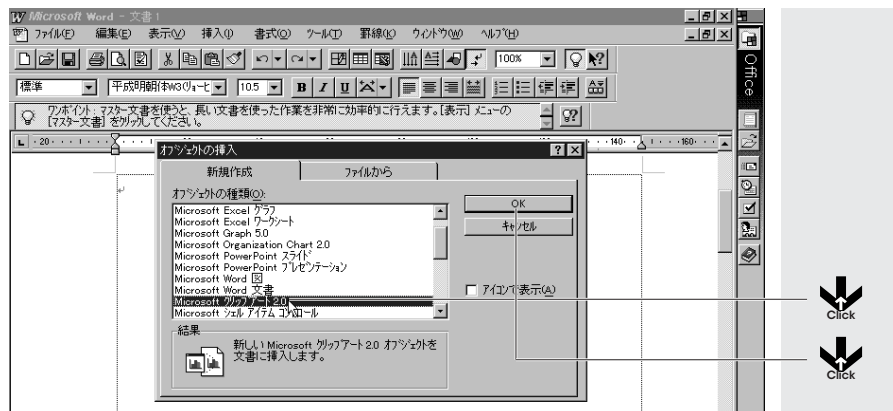 Microsoft Word - 文書1
ファイル(F) 編集(E) 表示(V) 挿入(I) 書式(O) ツール(T) 罫線(K) ウィンドウ(W) ヘルプ(H)
100%
標準 平成明朝体W3(ｼﾞｬｰﾋ 10.5 B I U
ワンポイント: マスター文書を使うと、長い文書を使った作業を非常に効率的に行えます。[表示] メニューの
[マスター文書] をクリックしてください。
20 140 160
オブジェクトの挿入
新規作成 ファイルから
オブジェクトの種類(O):
Microsoft Excel グラフ
Microsoft Excel ワークシート
Microsoft Graph 5.0
Microsoft Organization Chart 2.0
Microsoft PowerPoint スライド
Microsoft PowerPoint プレゼンテーション
Microsoft Word 図
Microsoft Word 文書
Microsoft クリップアート 2.0
Microsoft シェル アイテム コントロール
OK
キャンセル
アイコンで表示(A)
結果
新しい Microsoft クリップアート 2.0 オブジェクトを
文書に挿入します。
Office
Click
Click